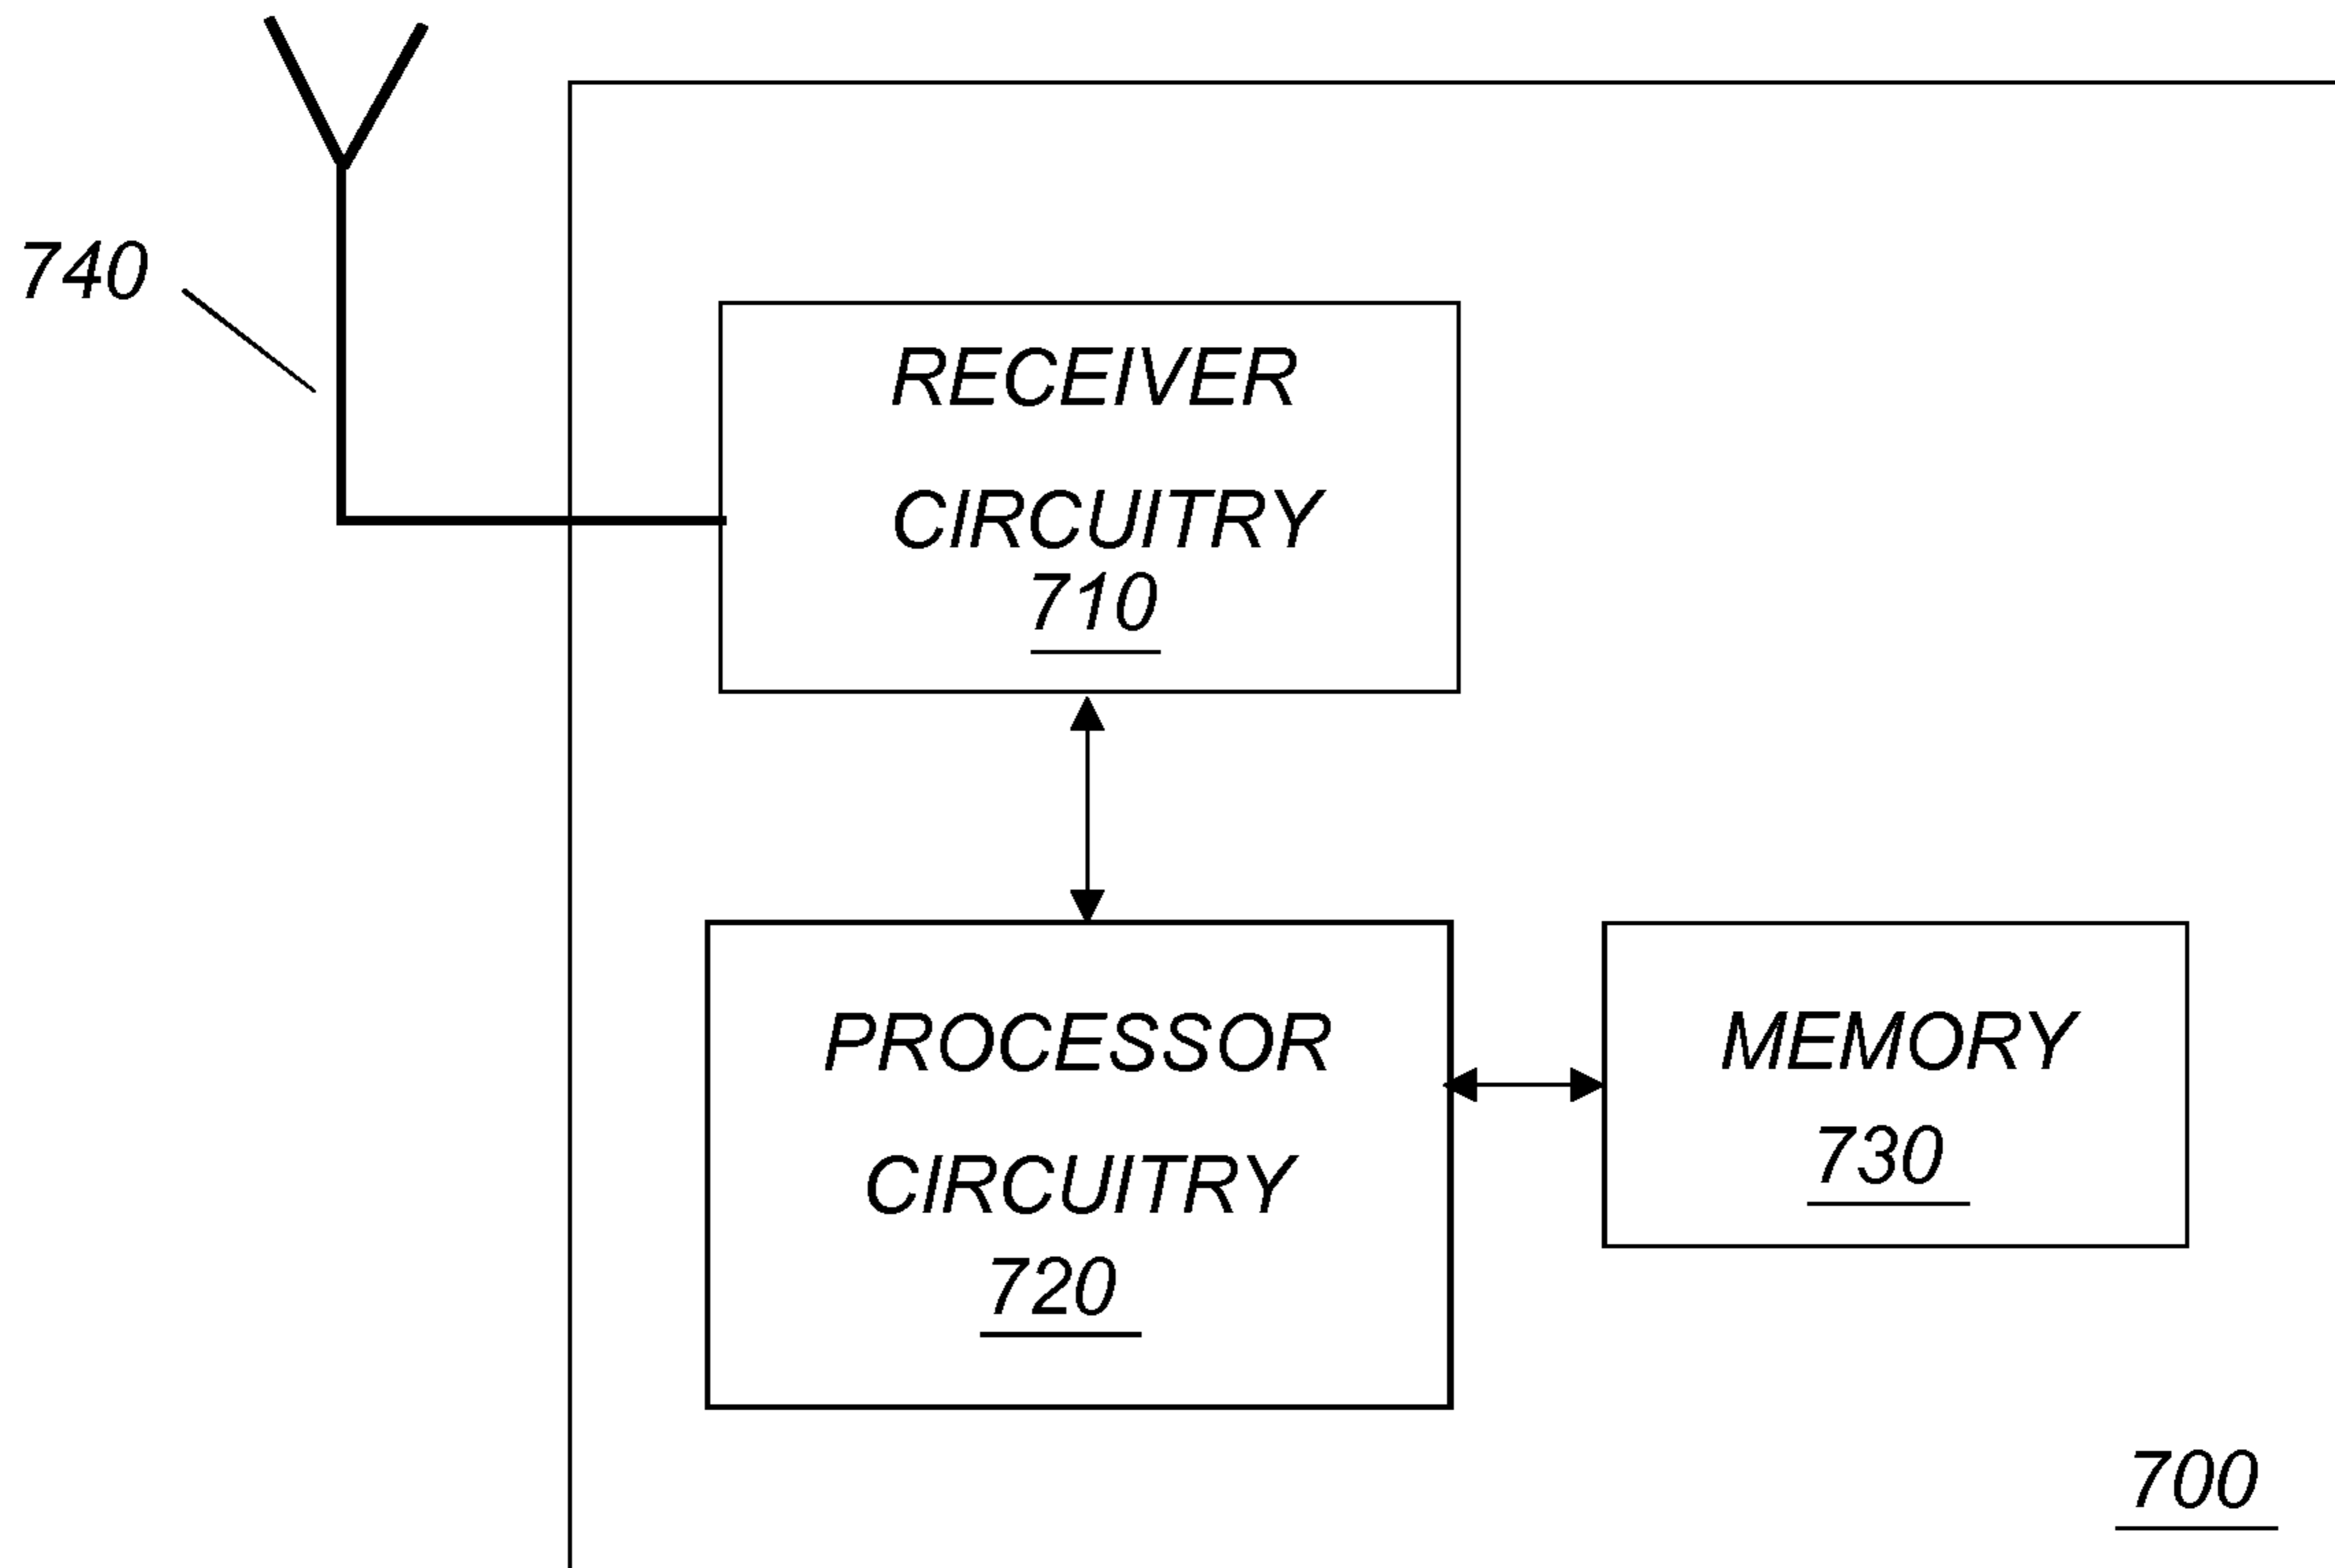 740
RECEIVER
CIRCUITRY
710
PROCESSOR
CIRCUITRY
720
MEMORY
730
700